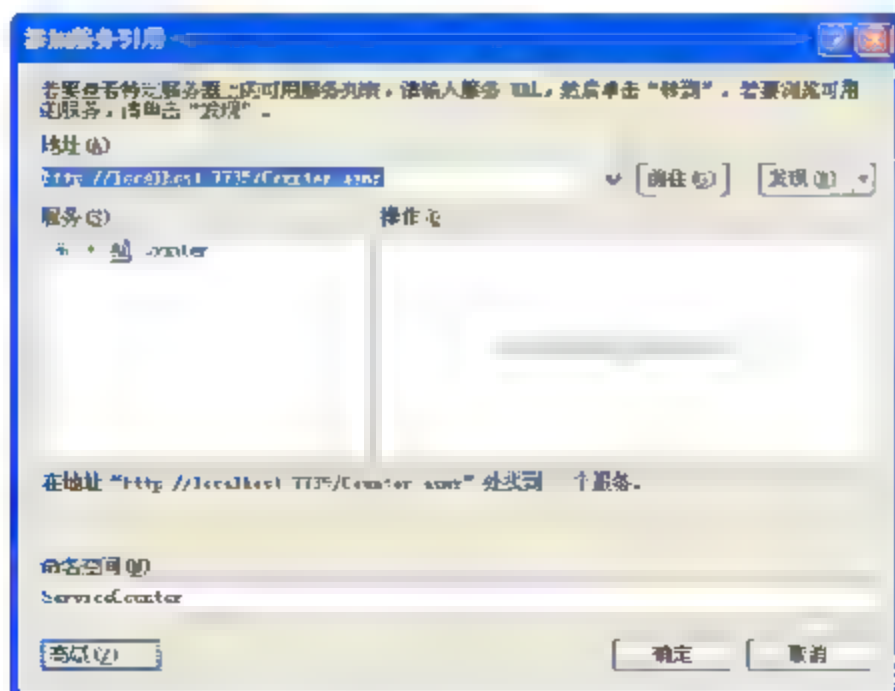 添加服务引用
若要查看特定服务器上的可用服务列表，请输入服务 URL，然后单击“转到”。若要浏览可用
的服务，请单击“发现”。
地址(A)
http://localhost:7735/Counter.asmx
前往(G)
发现(D)
服务(S)
操作(O)
Counter
在地址“http://localhost:7735/Counter.asmx”处找到 个服务。
命名空间(N)
ServiceCounter
高级(V)
确定
取消